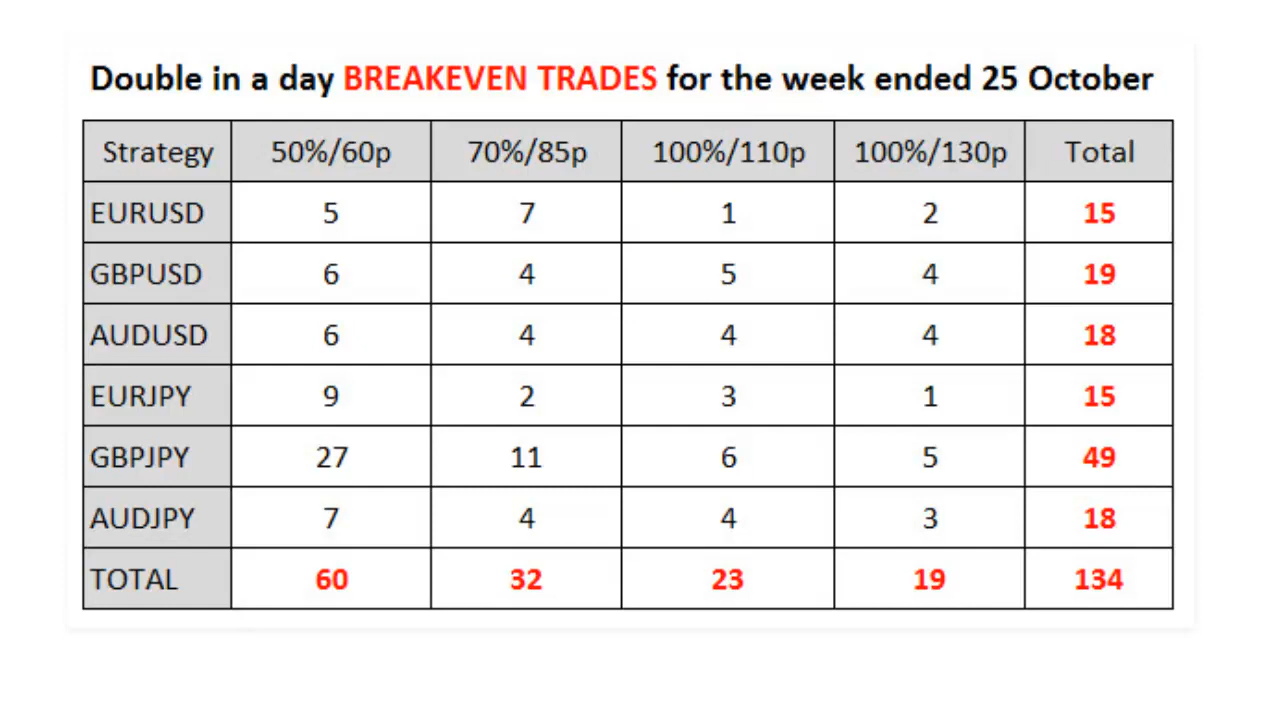 Double in a day BREAKEVEN TRADES for the week ended 25 October
Strategy 50%/60p 70%/85p 100%/110p 100%/130p Total
EURUSD 5 7 1 2 15
GBPUSD 6 4 5 4 19
AUDUSD 6 4 4 4 18
EURJPY 9 2 3 1 15
GBPJPY 27 11 6 5 49
AUDJPY 7 4 4 3 18
TOTAL 60 32 23 19 134